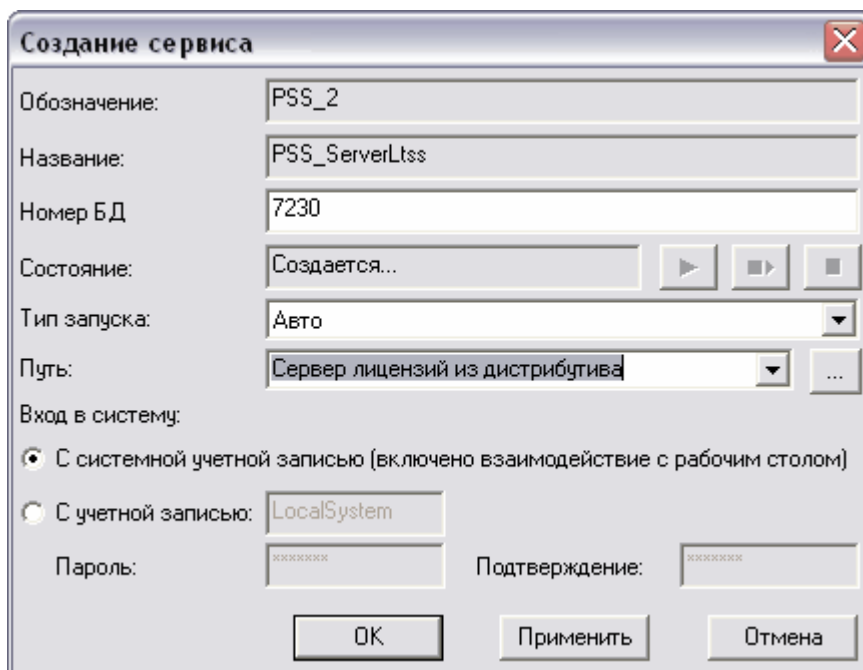 Создание сервиса
Обозначение: PSS_2
Название: PSS_ServerLtss
Номер БД 7230
Состояние: Создается...
Тип запуска: Авто
Путь: Сервер лицензий из дистрибутива ...
Вход в систему:
С системной учетной записью (включено взаимодействие с рабочим столом)
С учетной записью: LocalSystem
Пароль: ******* Подтверждение: *******
OK Применить Отмена